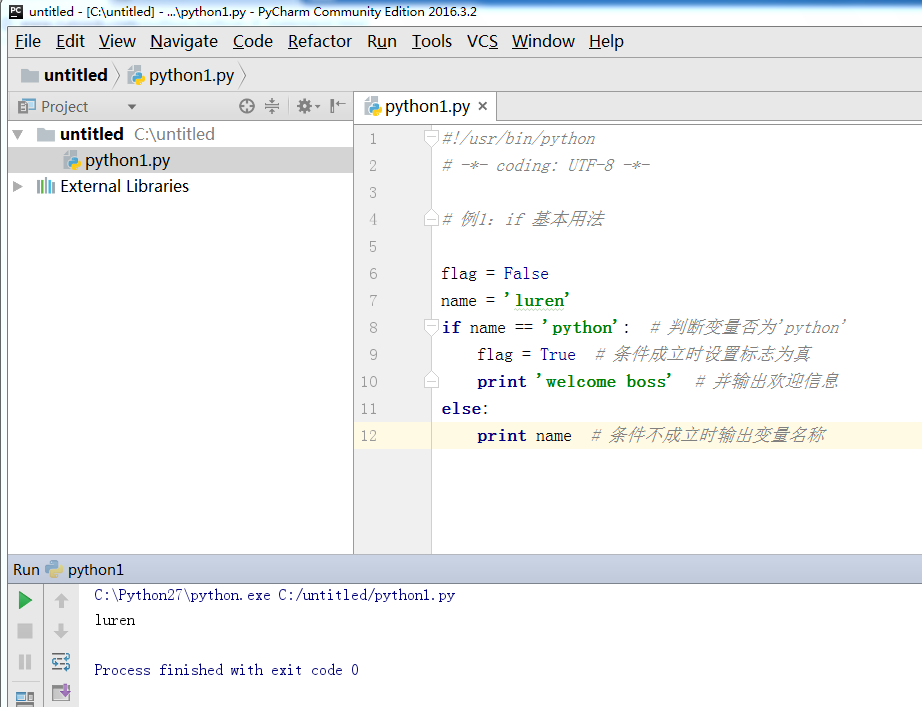 untitled - [C:\untitled] - ...\python1.py - PyCharm Community Edition 2016.3.2
File Edit View Navigate Code Refactor Run Tools VCS Window Help
untitled python1.py
Project
python1.py ×
untitled C:\untitled
python1.py
External Libraries
1 #!/usr/bin/python
2 # -*- coding: UTF-8 -*-
3
4 # 例1: if 基本用法
5
6 flag = False
7 name = 'luren'
8 if name == 'python': # 判断变量否为'python'
9 flag = True # 条件成立时设置标志为真
10 print 'welcome boss' # 并输出欢迎信息
11 else:
12 print name # 条件不成立时输出变量名称
Run python1
C:\Python27\python.exe C:/untitled/python1.py
luren
Process finished with exit code 0